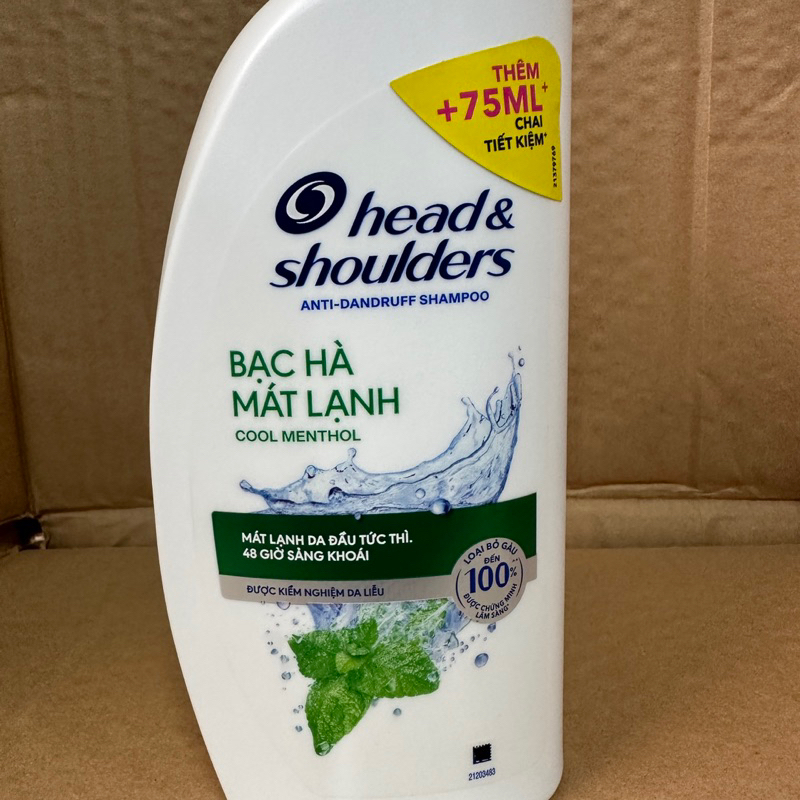 THÊM
+75ML+
CHAI
TIẾT KIỆM+
21379769
head &
shoulders
ANTI-DANDRUFF SHAMPOO
BẠC HÀ
MÁT LẠNH
COOL MENTHOL
MÁT LẠNH DA ĐẦU TỨC THÌ.
48 GIỜ SẢNG KHOÁI
ĐƯỢC KIỂM NGHIỆM DA LIỄU
LOẠI BỎ GÀU
ĐẾN
100%
ĐƯỢC CHỨNG MINH
LÂM SÀNG*
21203483